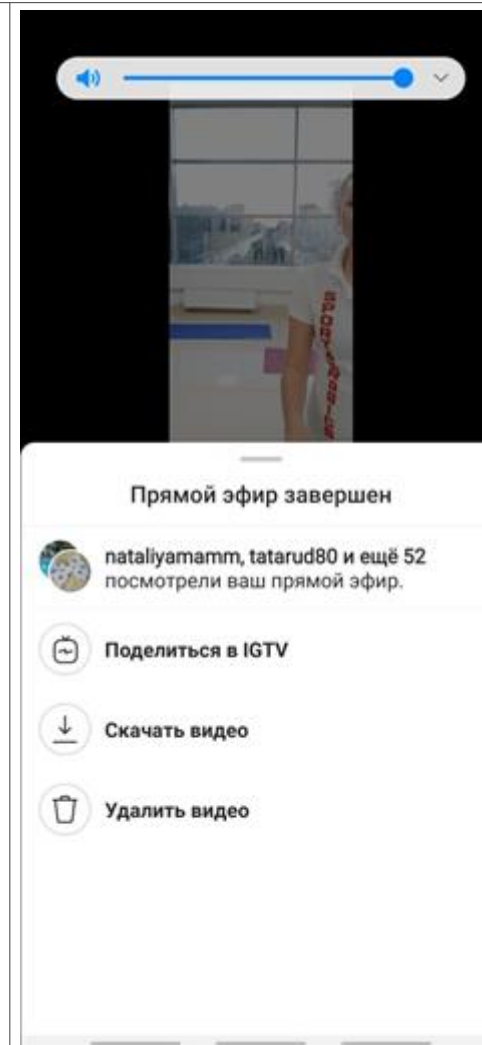 Прямой эфир завершен
nataliyamamm, tatarud80 и ещё 52
посмотрели ваш прямой эфир.
Поделиться в IGTV
Скачать видео
Удалить видео